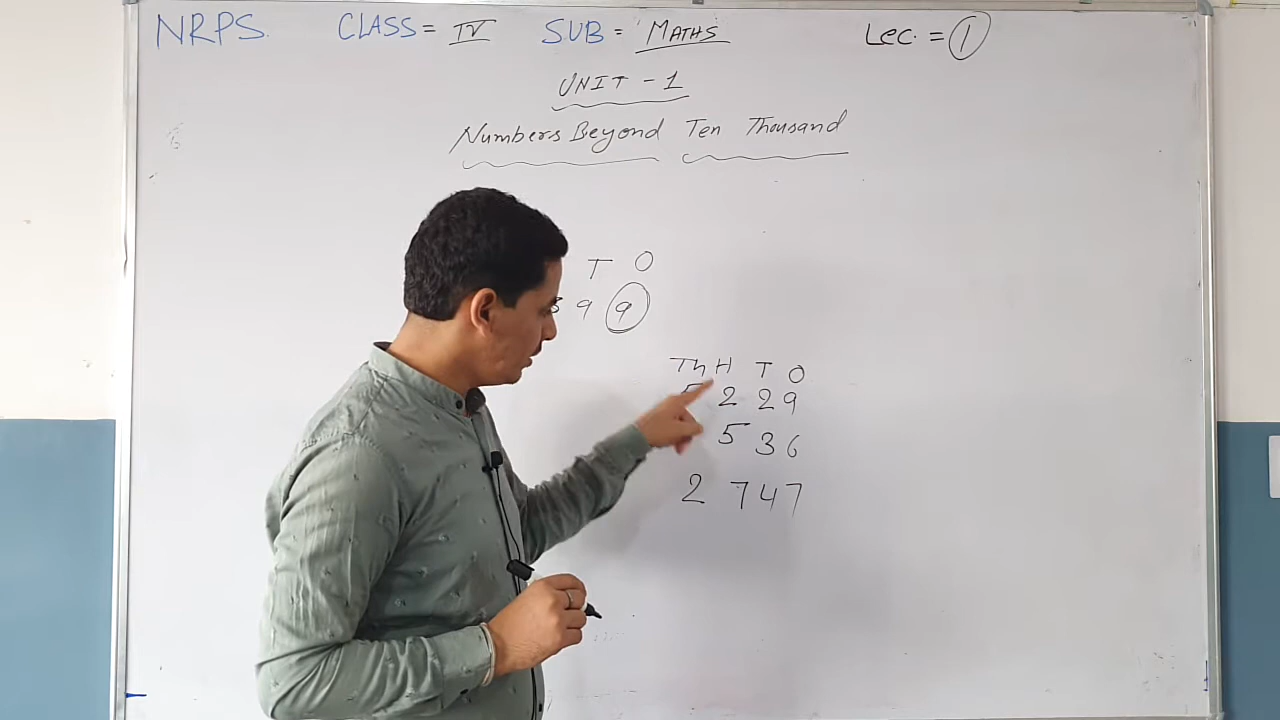 NRPS. CLASS = IV SUB = MATHS Lec. = 1
UNIT - 1
Numbers Beyond Ten Thousand
T O
9 9
Th H T O
5 2 2 9
5 3 6
2 7 4 7